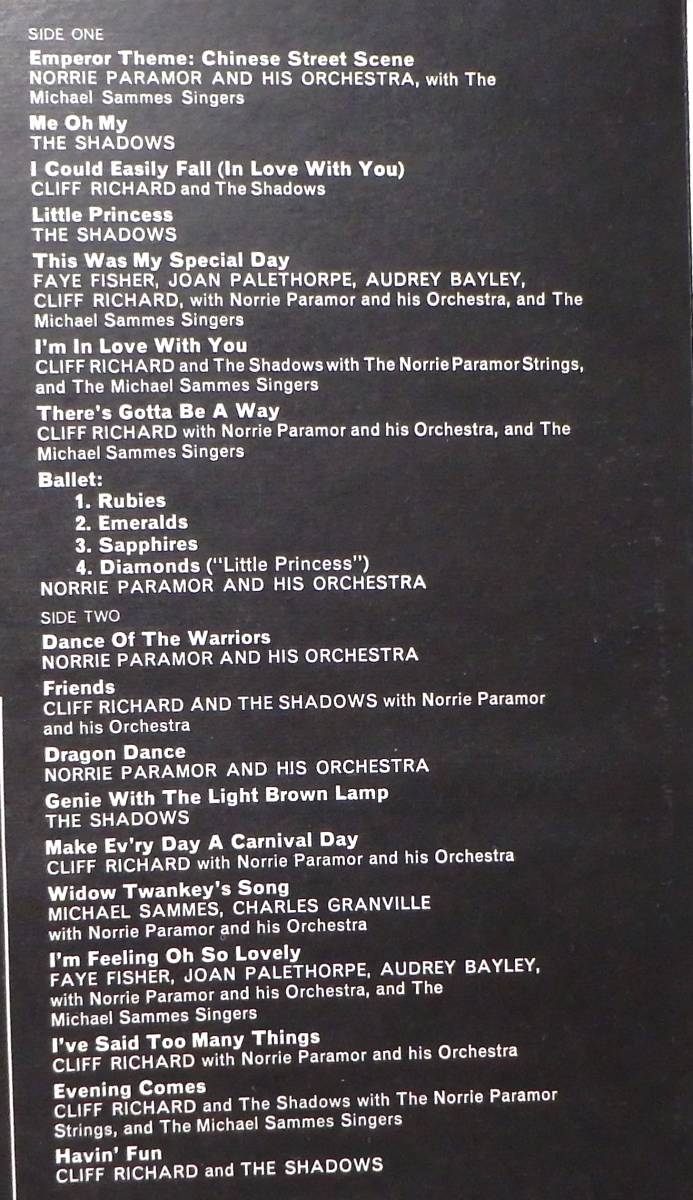 SIDE ONE
Emperor Theme: Chinese Street Scene
NORRIE PARAMOR AND HIS ORCHESTRA, with The
Michael Sammes Singers
Me Oh My
THE SHADOWS
I Could Easily Fall (In Love With You)
CLIFF RICHARD and The Shadows
Little Princess
THE SHADOWS
This Was My Special Day
FAYE FISHER, JOAN PALETHORPE, AUDREY BAYLEY,
CLIFF RICHARD, with Norrie Paramor and his Orchestra, and The
Michael Sammes Singers
I'm In Love With You
CLIFF RICHARD and The Shadows with The Norrie Paramor Strings,
and The Michael Sammes Singers
There's Gotta Be A Way
CLIFF RICHARD with Norrie Paramor and his Orchestra, and The
Michael Sammes Singers
Ballet:
1. Rubies
2. Emeralds
3. Sapphires
4. Diamonds ("Little Princess")
NORRIE PARAMOR AND HIS ORCHESTRA
SIDE TWO
Dance Of The Warriors
NORRIE PARAMOR AND HIS ORCHESTRA
Friends
CLIFF RICHARD AND THE SHADOWS with Norrie Paramor
and his Orchestra
Dragon Dance
NORRIE PARAMOR AND HIS ORCHESTRA
Genie With The Light Brown Lamp
THE SHADOWS
Make Ev'ry Day A Carnival Day
CLIFF RICHARD with Norrie Paramor and his Orchestra
Widow Twankey's Song
MICHAEL SAMMES, CHARLES GRANVILLE
with Norrie Paramor and his Orchestra
I'm Feeling Oh So Lovely
FAYE FISHER, JOAN PALETHORPE, AUDREY BAYLEY,
with Norrie Paramor and his Orchestra, and The
Michael Sammes Singers
I've Said Too Many Things
CLIFF RICHARD with Norrie Paramor and his Orchestra
Evening Comes
CLIFF RICHARD and The Shadows with The Norrie Paramor
Strings, and The Michael Sammes Singers
Havin' Fun
CLIFF RICHARD and THE SHADOWS